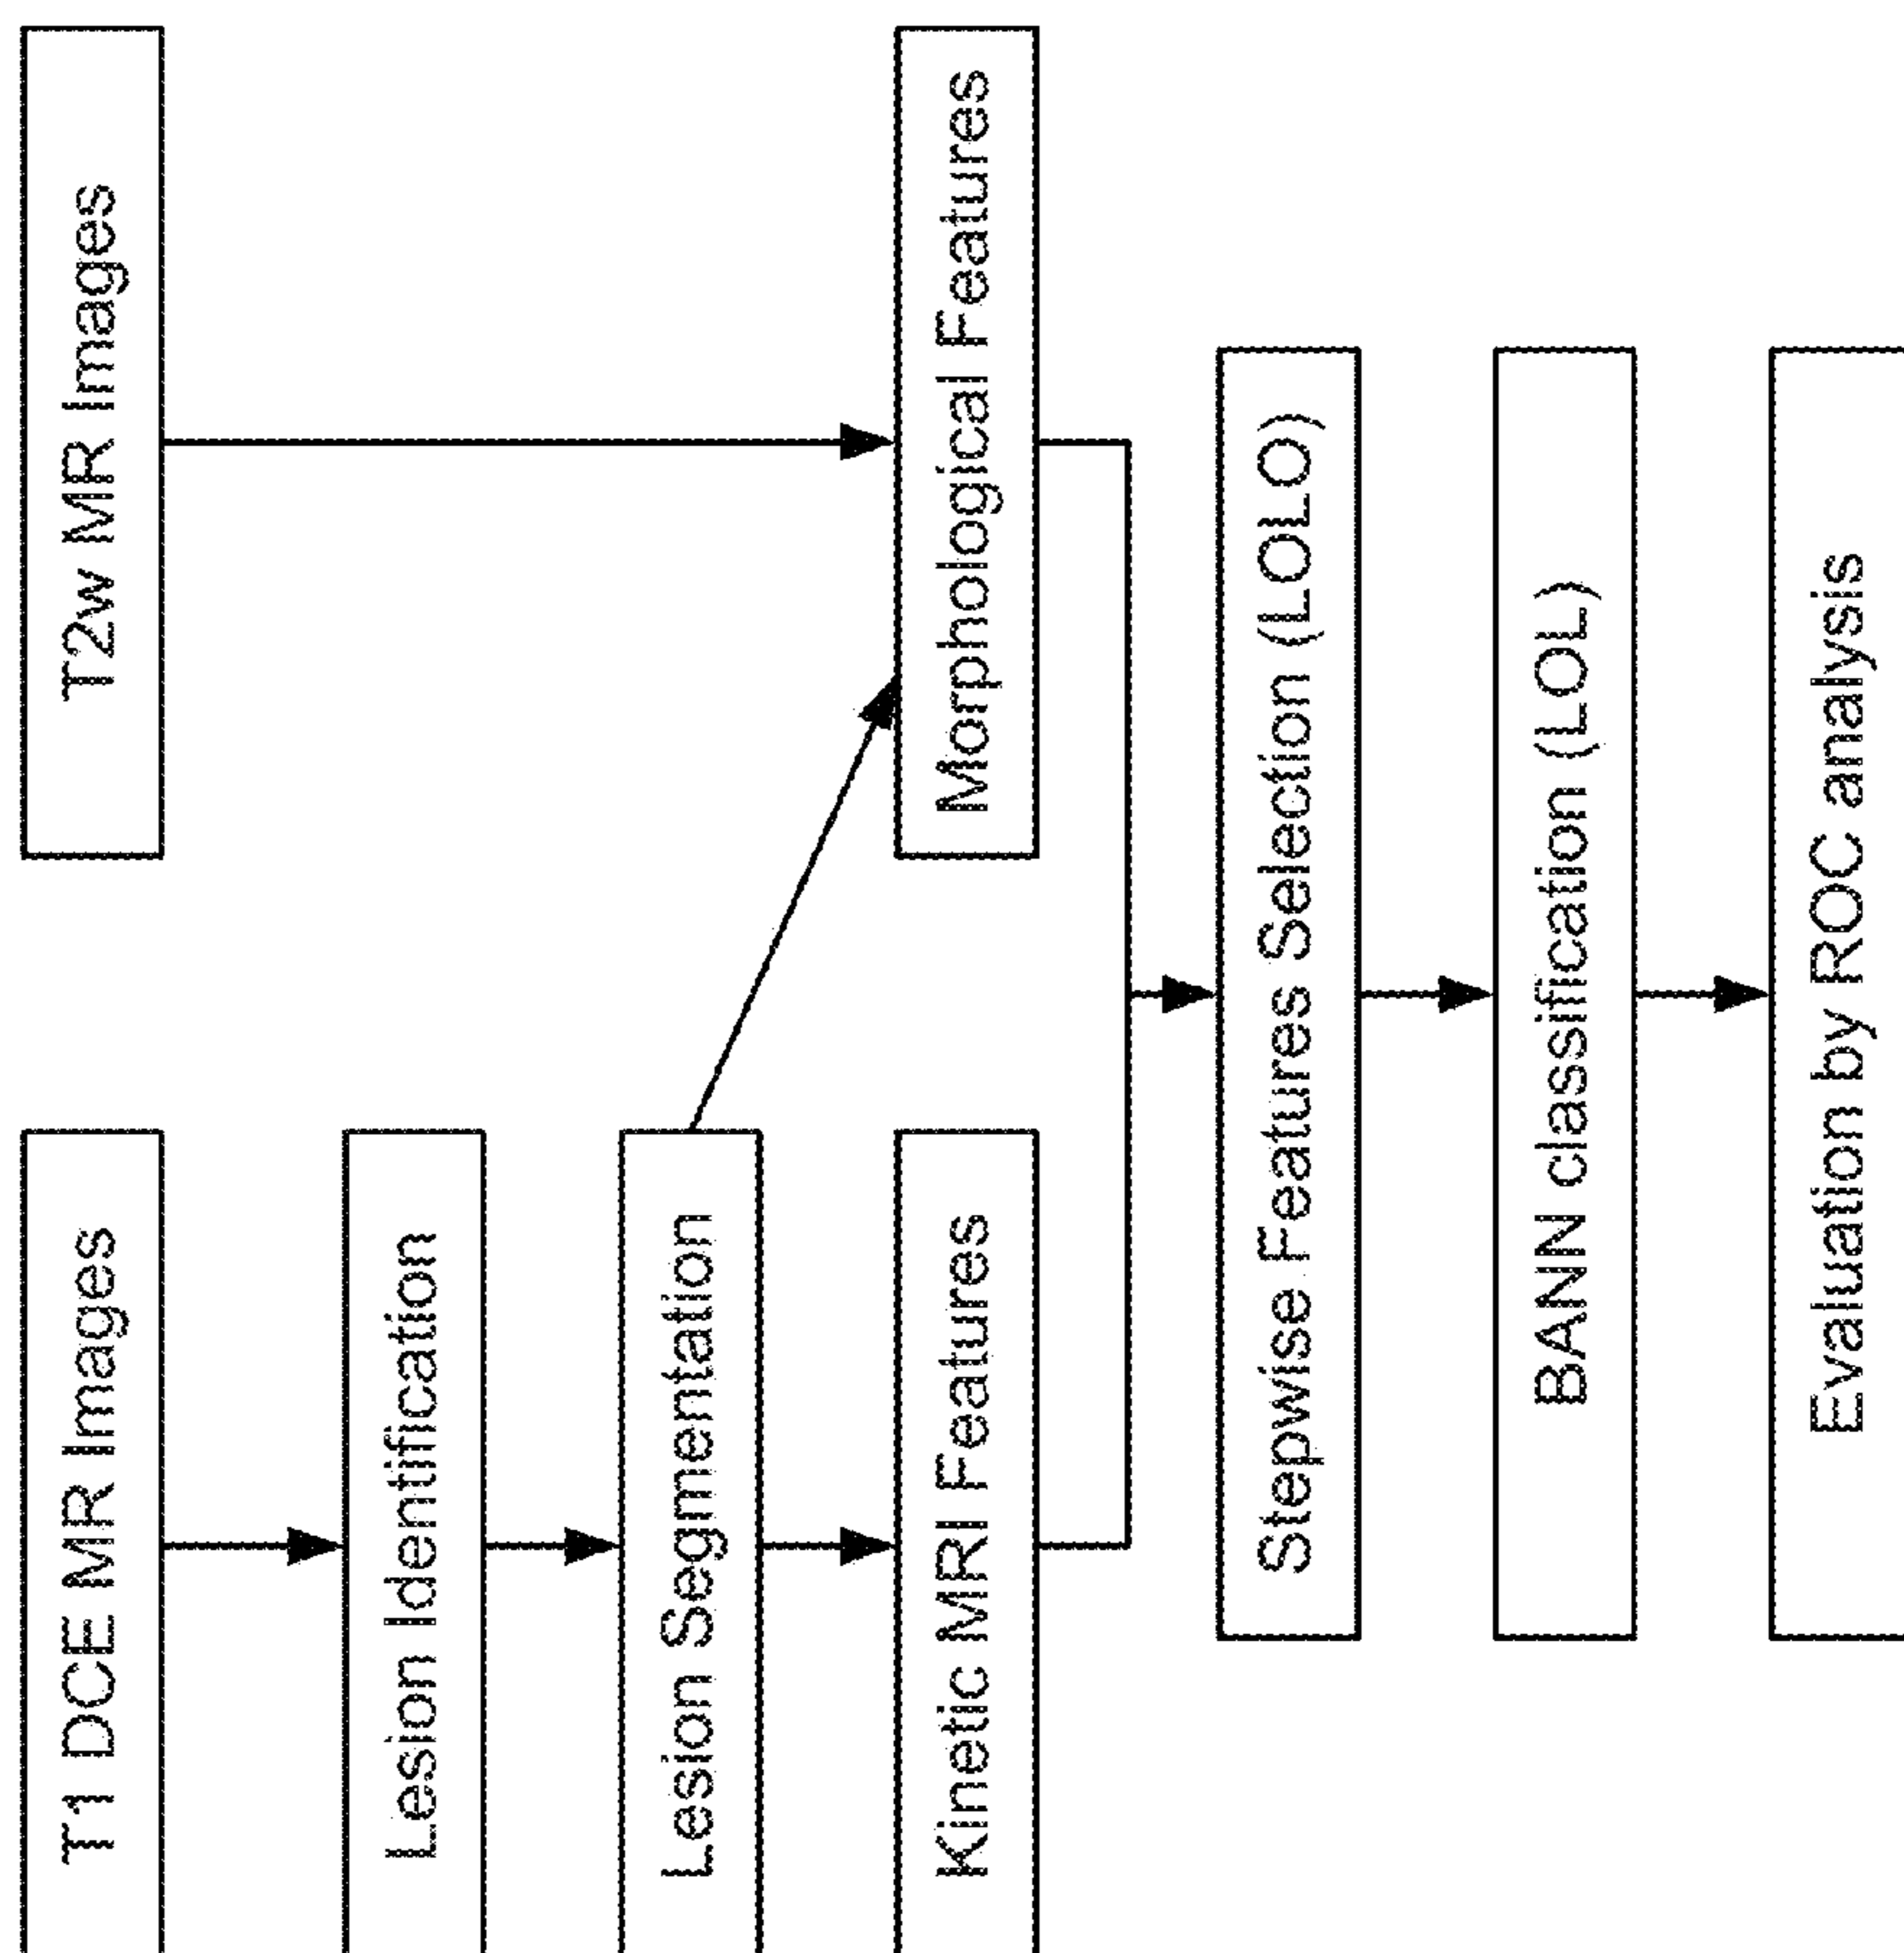 T1 DCE MR Images
T2w MR Images
Lesion Identification
Lesion Segmentation
Kinetic MRI Features
Morphological Features
Stepwise Features Selection (LOLO)
BANN classification (LOL)
Evaluation by ROC analysis